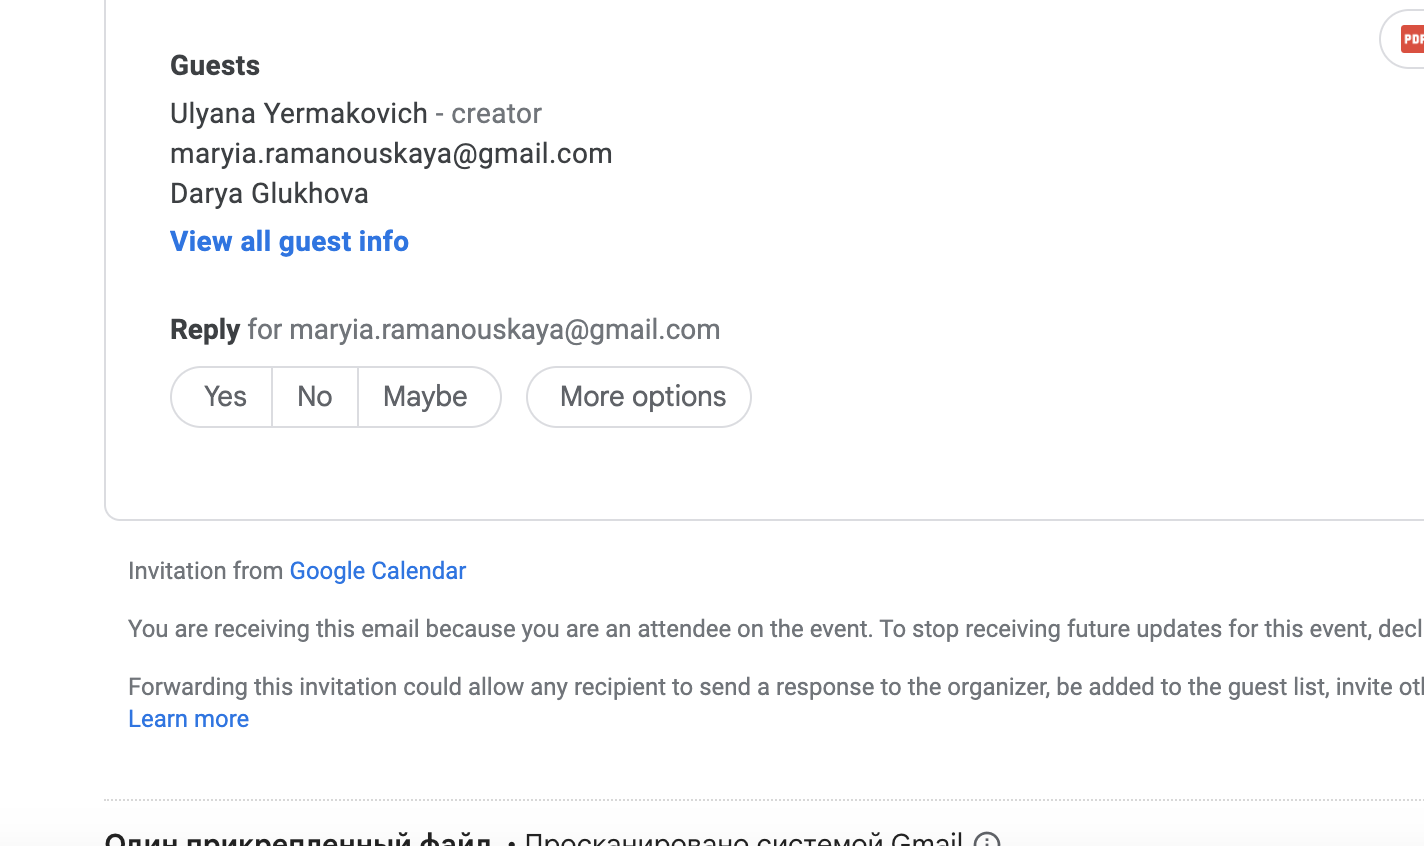 PDF
Guests
Ulyana Yermakovich - creator
maryia.ramanouskaya@gmail.com
Darya Glukhova
View all guest info
Reply for maryia.ramanouskaya@gmail.com
Yes No Maybe More options
Invitation from Google Calendar
You are receiving this email because you are an attendee on the event. To stop receiving future updates for this event, decl
Forwarding this invitation could allow any recipient to send a response to the organizer, be added to the guest list, invite oth
Learn more
Один прикрепленный файл • Просканировано системой Gmail